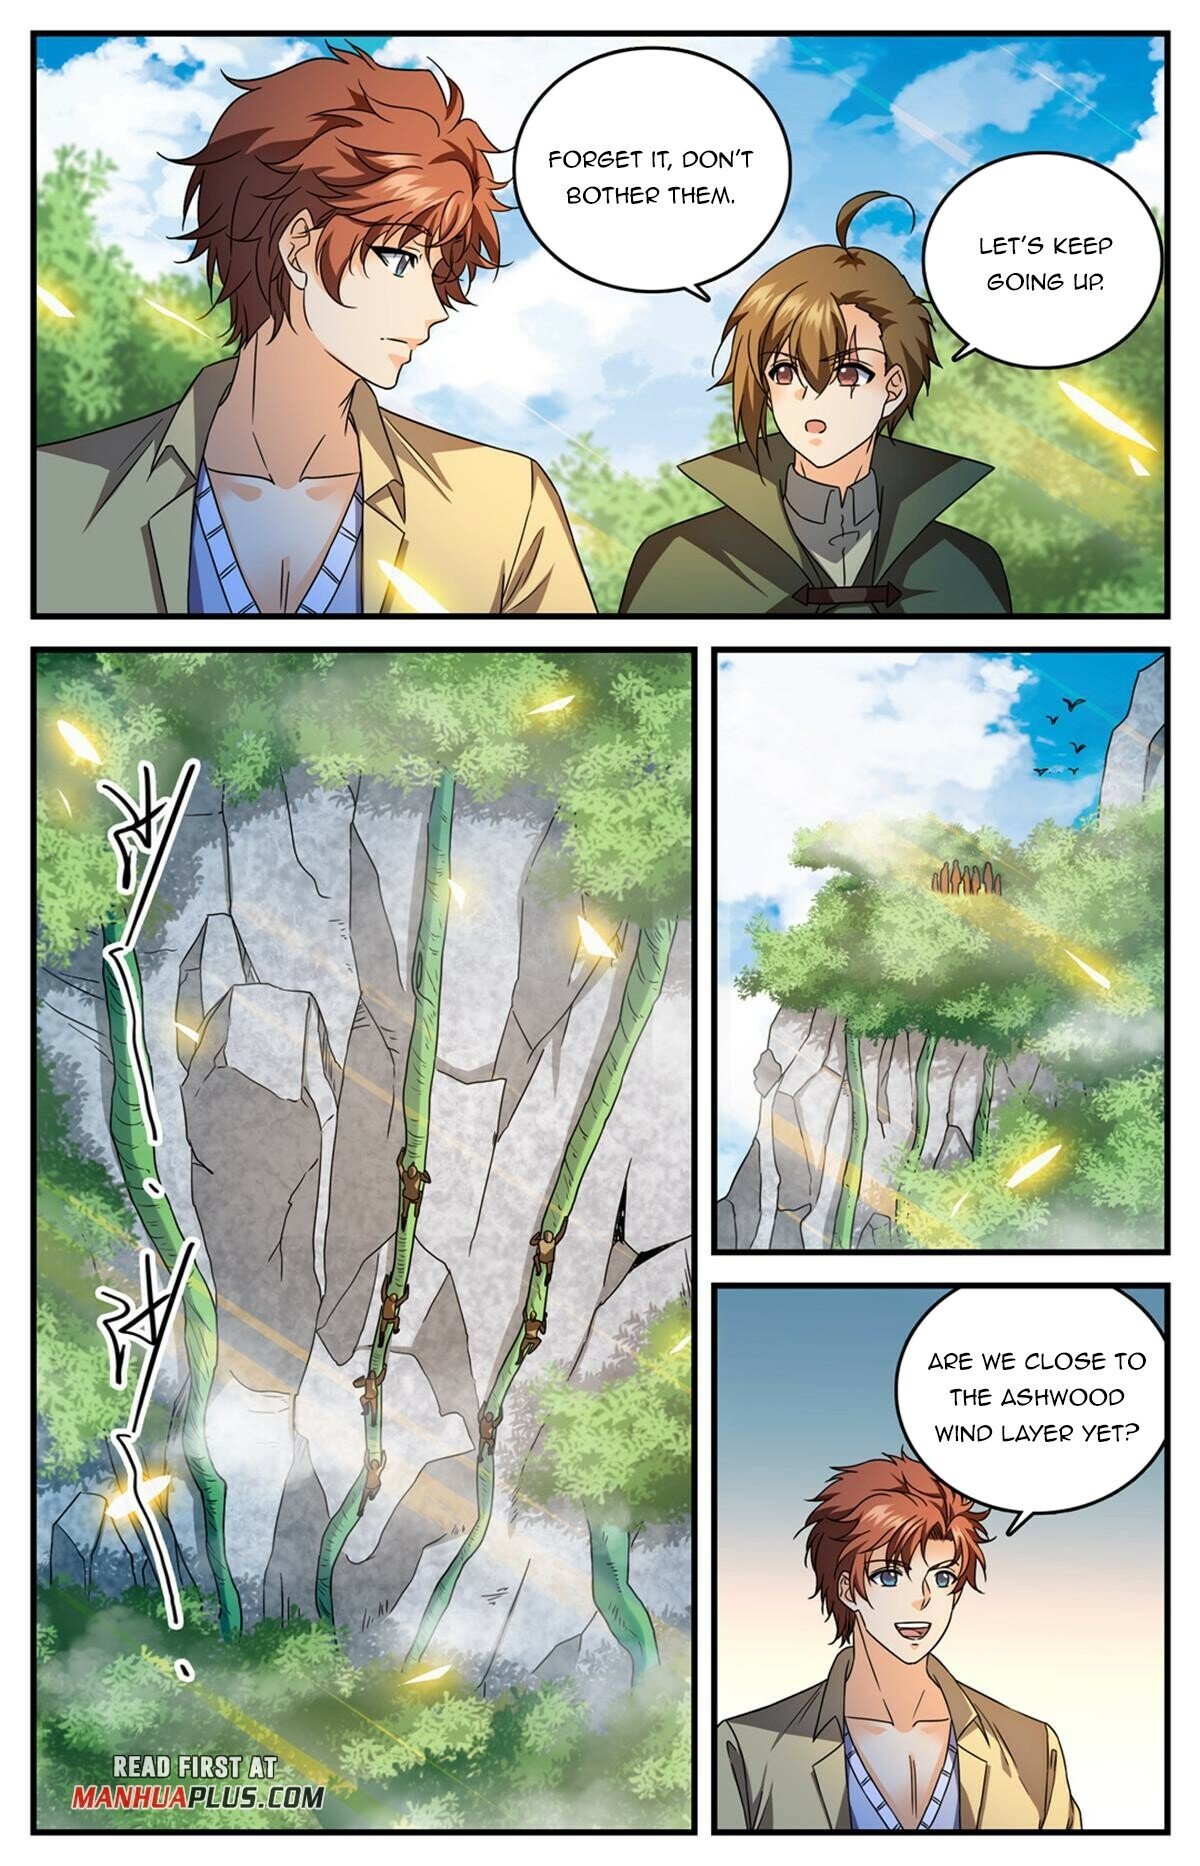 FORGET IT, DON'T
BOTHER THEM.
LET'S KEEP
GOING UP.
ARE WE CLOSE TO
THE ASHWOOD
WIND LAYER YET?
READ FIRST AT
MANHUAPLUS.COM